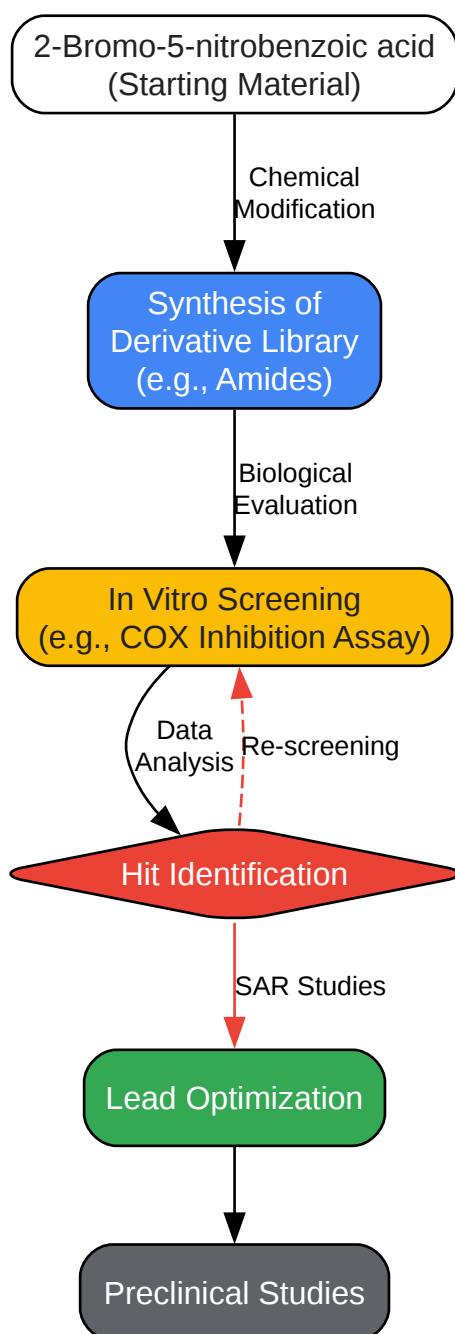 2-Bromo-5-nitrobenzoic acid
(Starting Material)
Chemical
Modification
Synthesis of
Derivative Library
(e.g., Amides)
Biological
Evaluation
In Vitro Screening
(e.g., COX Inhibition Assay)
Data
Analysis
Re-screening
Hit Identification
SAR Studies
Lead Optimization
Preclinical Studies